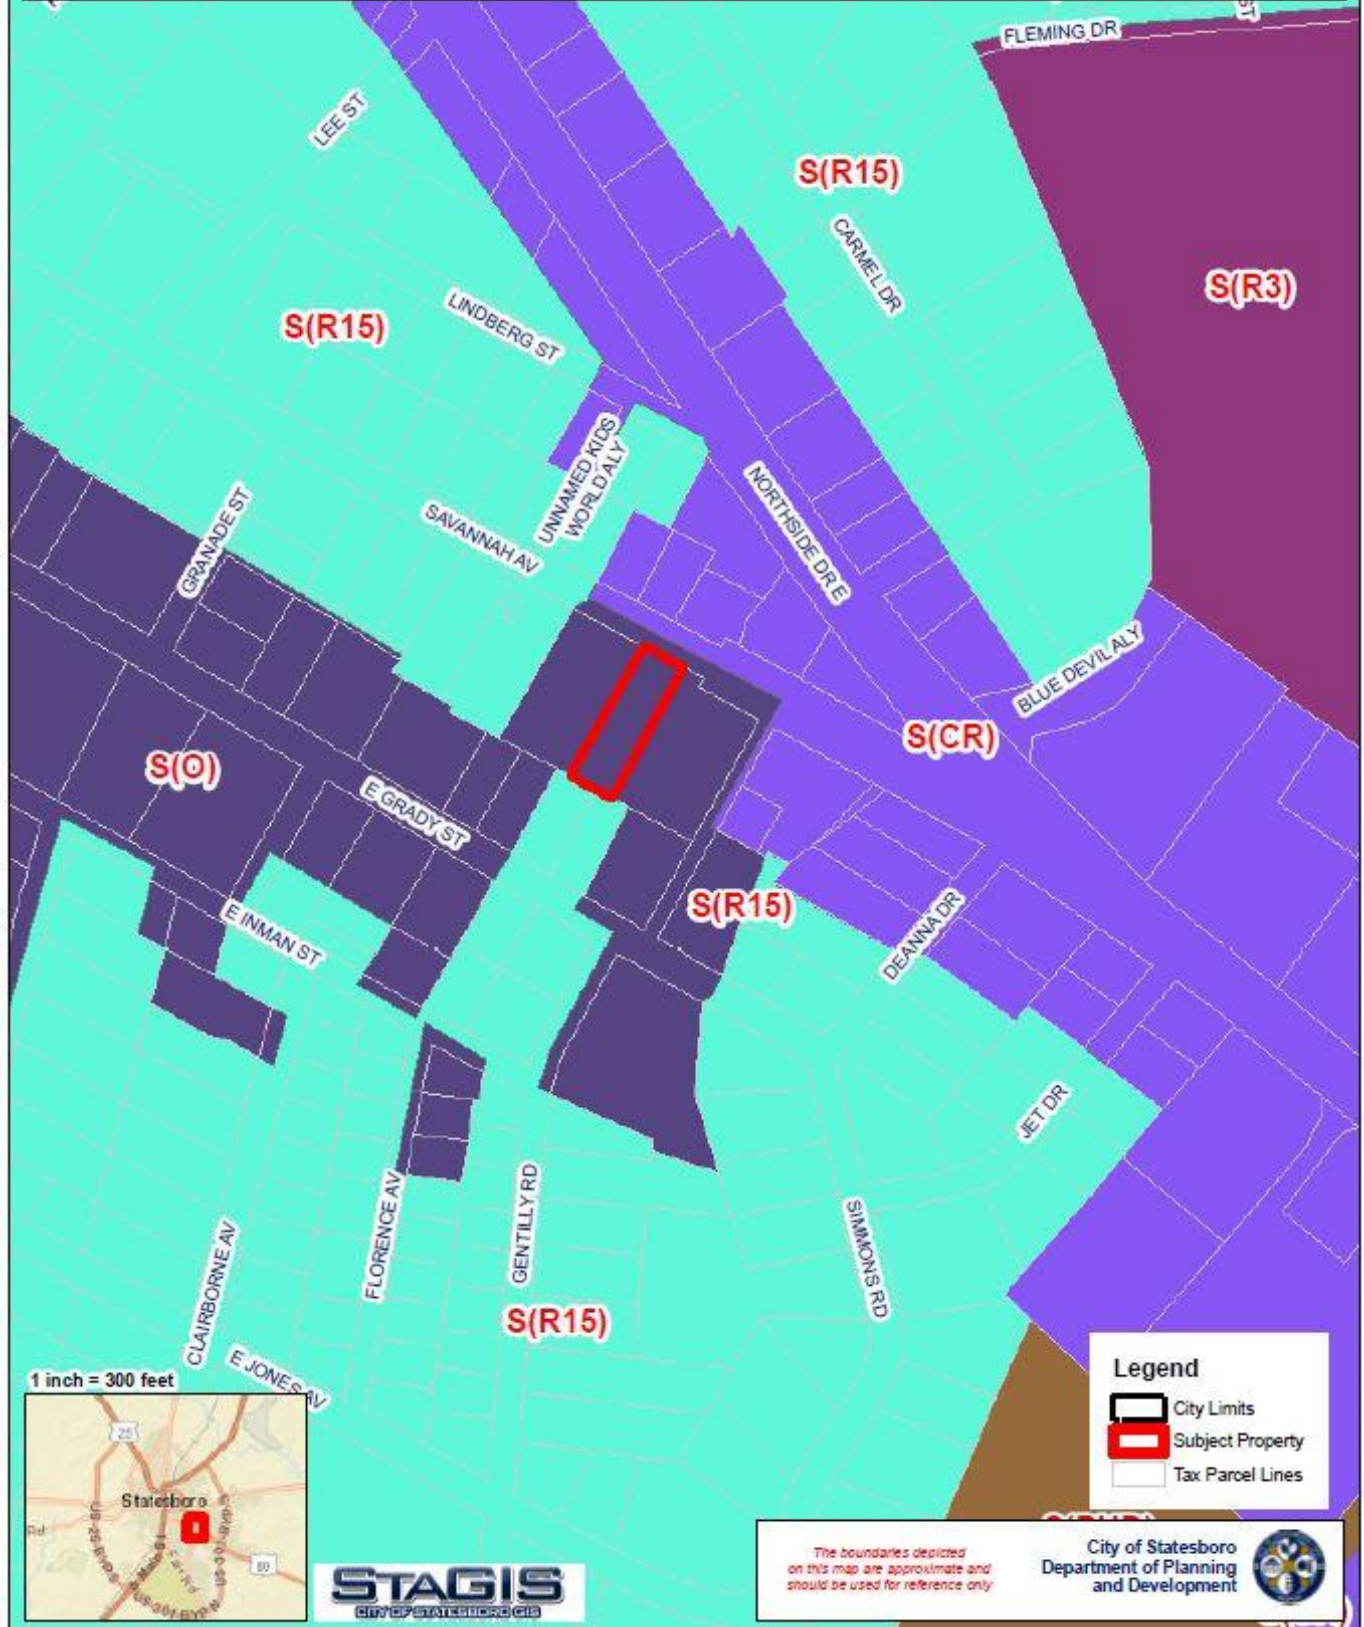 FLEMING DR
ST
LEE ST
S(R15)
CARMEL DR
S(R3)
LINDBERG ST
S(R15)
UNNAMED KIDS
WORLD ALY
NORTHSIDE DR E
SAVANNAH AV
GRANADE ST
BLUE DEVIL ALY
S(CR)
S(O)
E GRADY ST
S(R15)
DEANNA DR
E INMAN ST
JET DR
FLORENCE AV
GENTILLY RD
SIMMONS RD
CLAIRBORNE AV
S(R15)
E JONES AV
1 inch = 300 feet
25
Statesboro
Rd
80
Legend
City Limits
Subject Property
Tax Parcel Lines
STAGIS
CITY OF STATESBORO GIS
The boundaries depicted
on this map are approximate and
should be used for reference only
City of Statesboro
Department of Planning
and Development